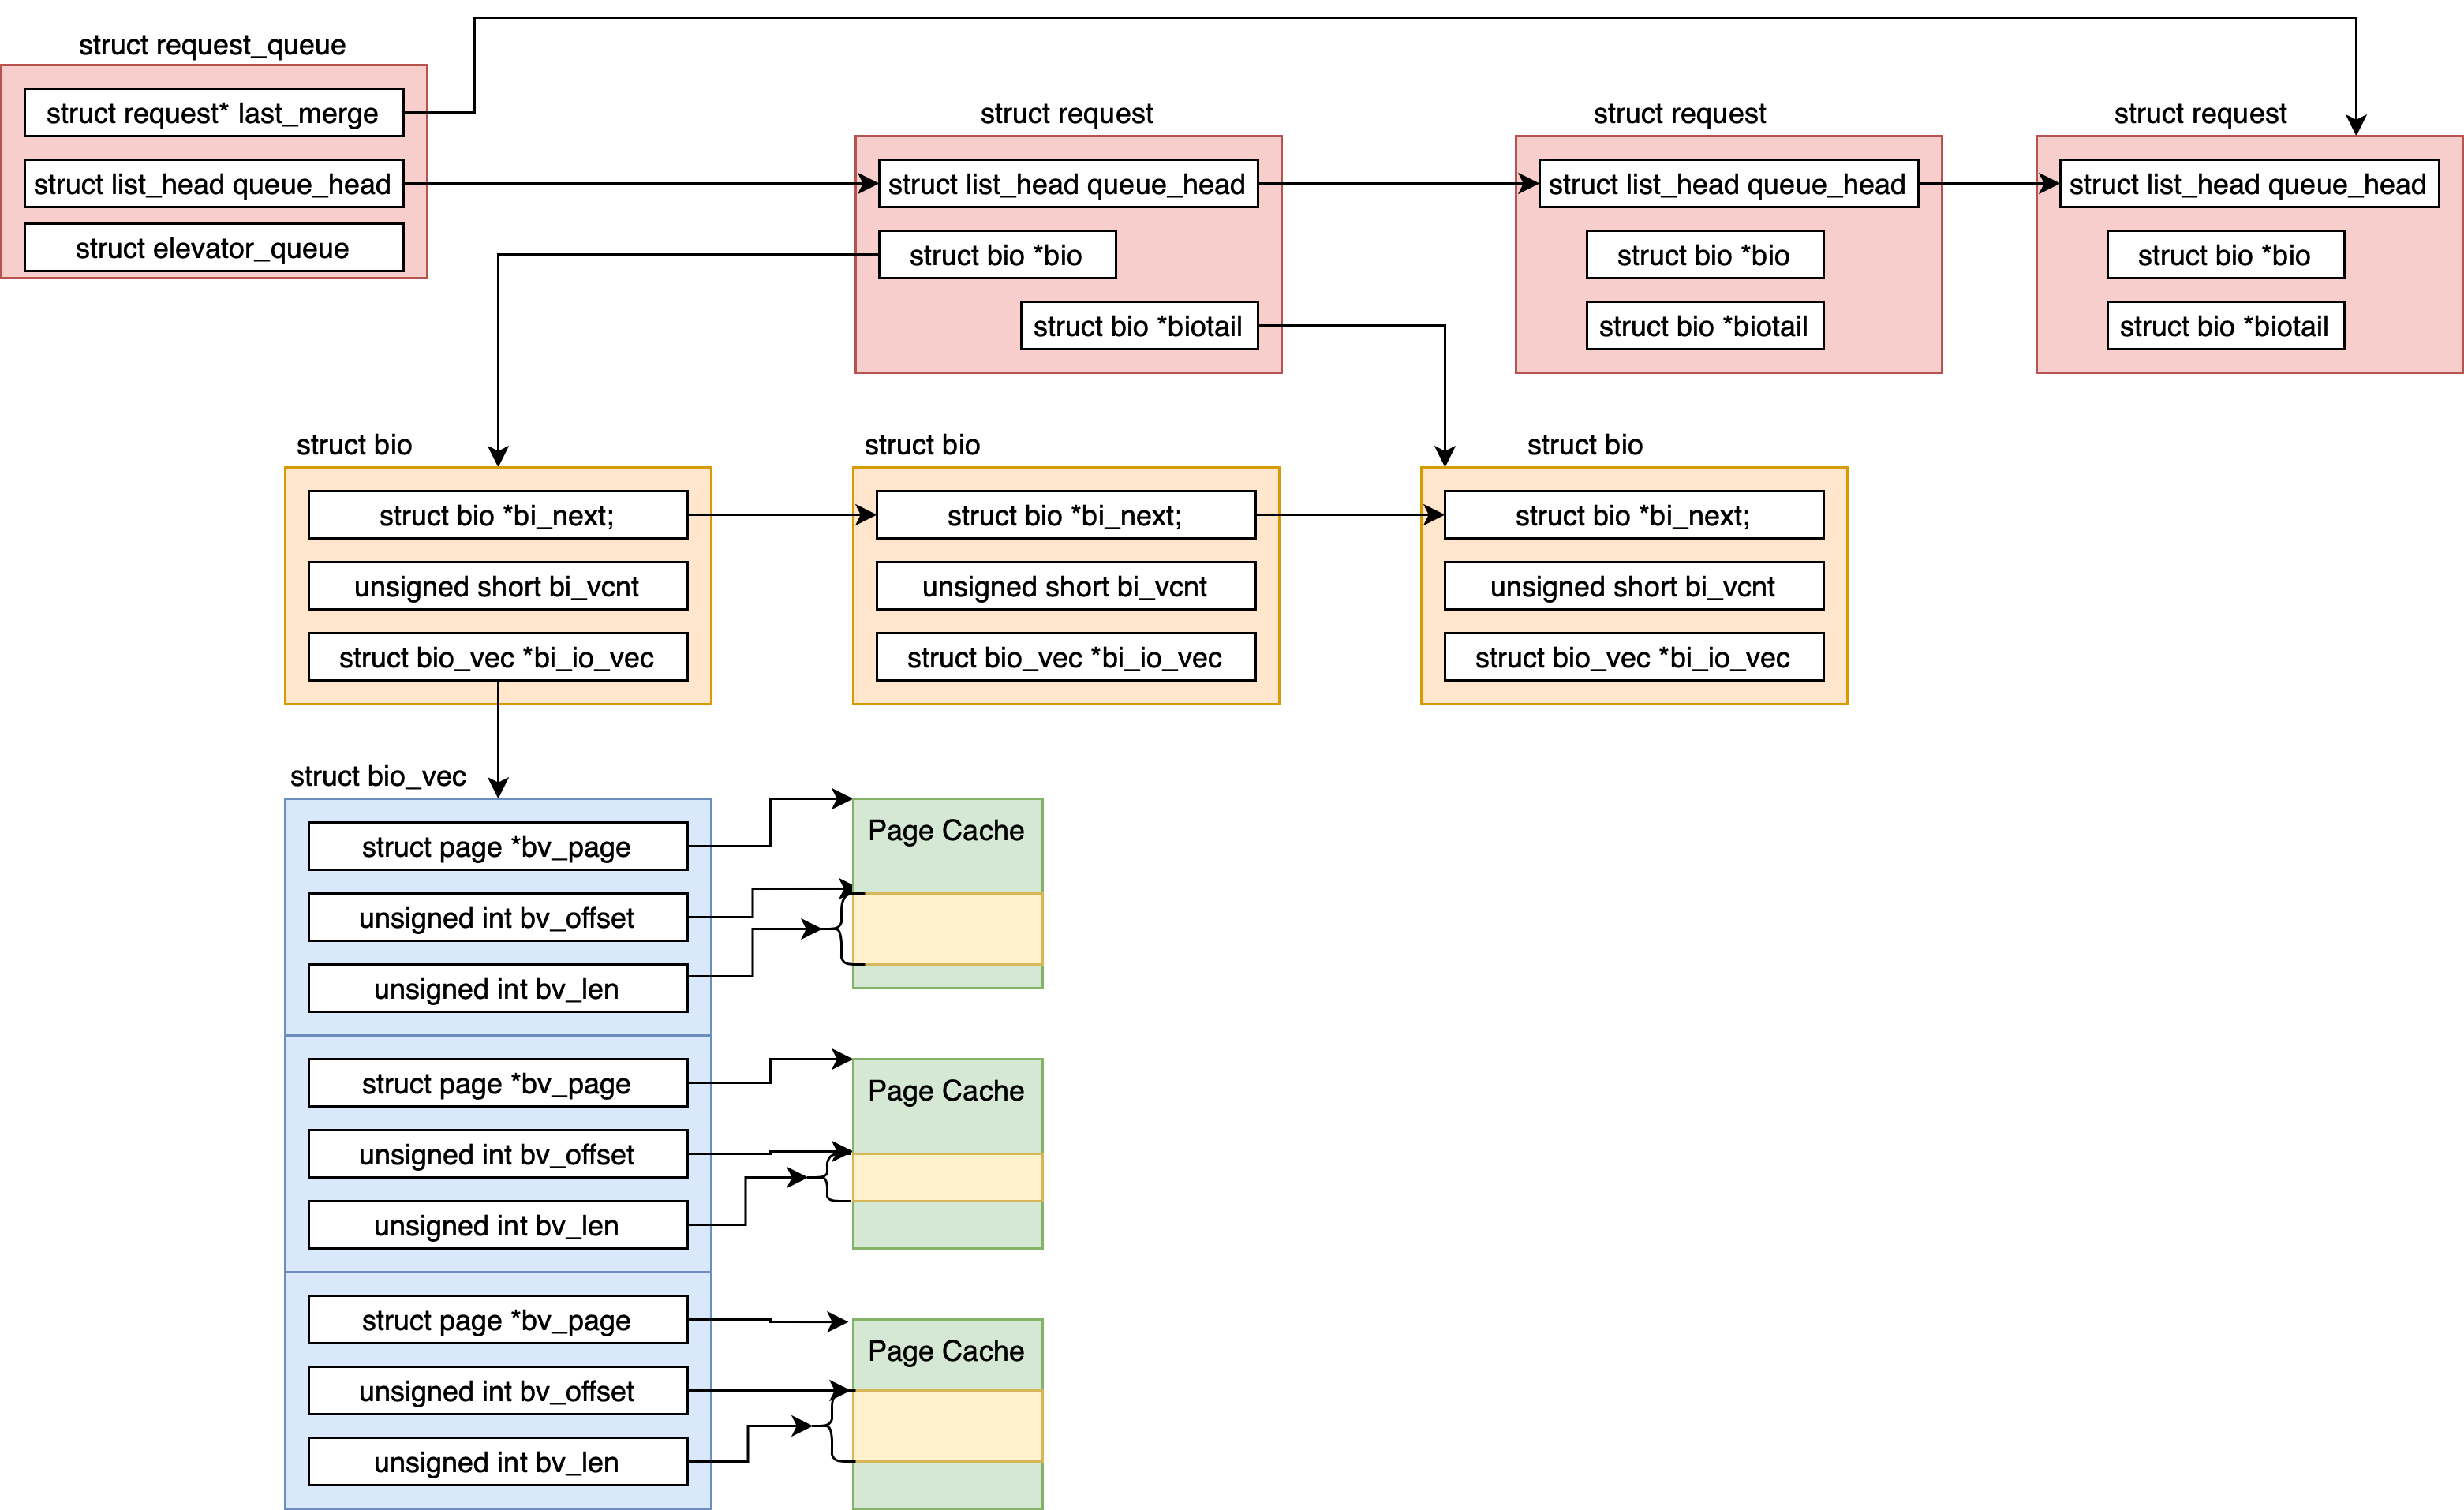 struct request_queue
struct request* last_merge
struct list_head queue_head
struct elevator_queue
struct request
struct list_head queue_head
struct bio *bio
struct bio *biotail
struct request
struct list_head queue_head
struct bio *bio
struct bio *biotail
struct request
struct list_head queue_head
struct bio *bio
struct bio *biotail
struct bio
struct bio *bi_next;
unsigned short bi_vcnt
struct bio_vec *bi_io_vec
struct bio
struct bio *bi_next;
unsigned short bi_vcnt
struct bio_vec *bi_io_vec
struct bio
struct bio *bi_next;
unsigned short bi_vcnt
struct bio_vec *bi_io_vec
struct bio_vec
struct page *bv_page
unsigned int bv_offset
unsigned int bv_len
Page Cache
struct page *bv_page
unsigned int bv_offset
unsigned int bv_len
Page Cache
struct page *bv_page
unsigned int bv_offset
unsigned int bv_len
Page Cache